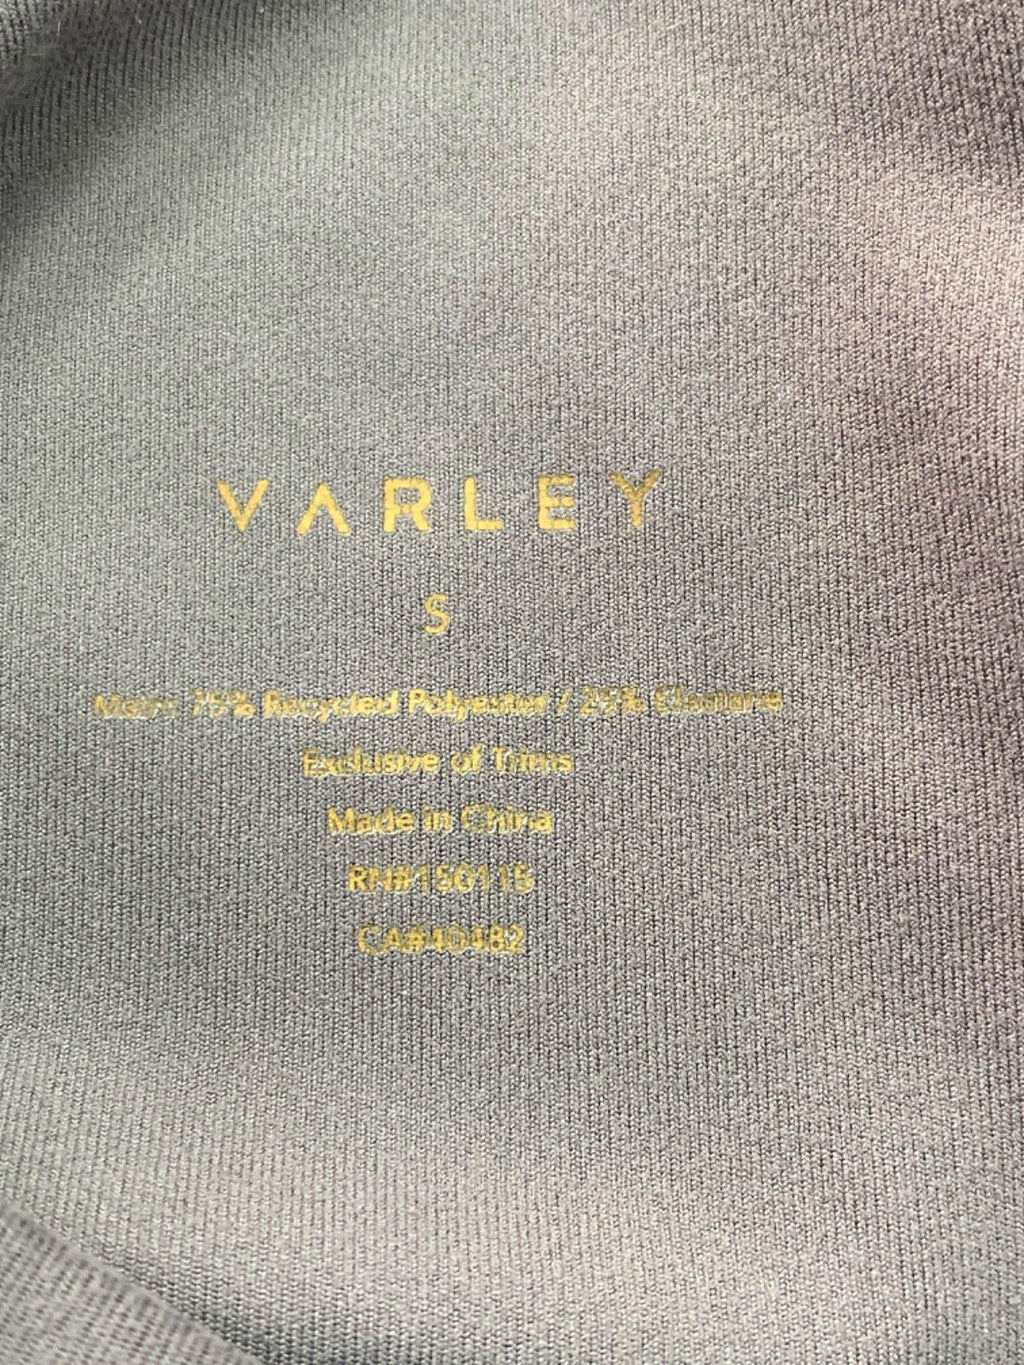 VARLEY
S
Main: 75% Recycled Polyester / 25% Elastane
Exclusive of Trims
Made in China
RN#150115
CA#40482